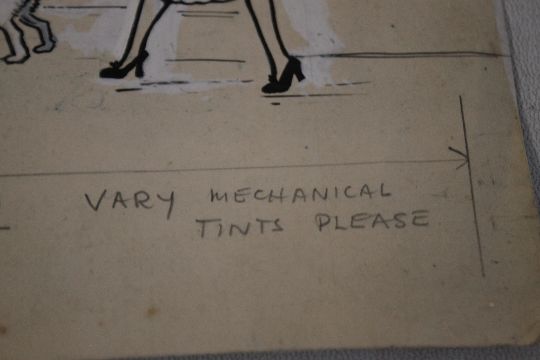 VARY MECHANICAL
TINTS PLEASE